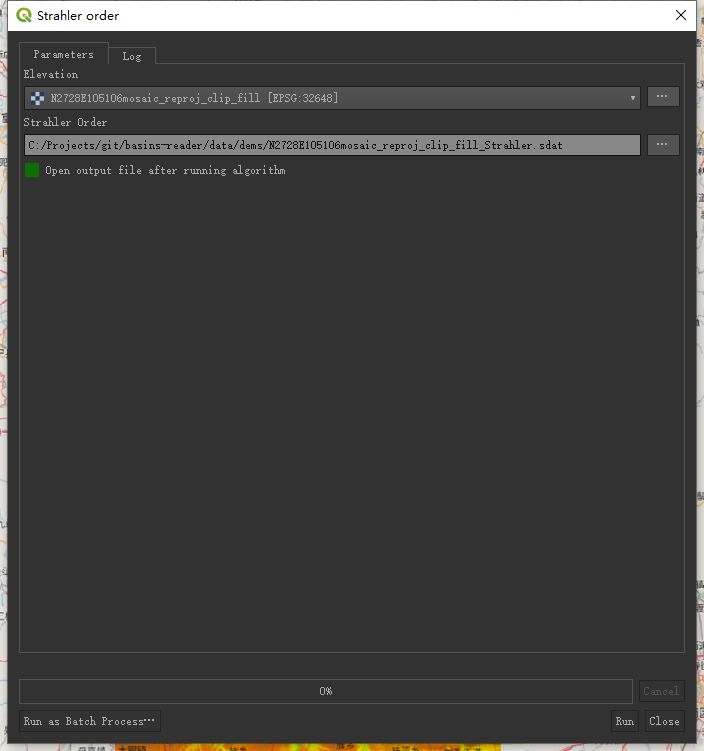 Strahler order
Parameters
Log
Elevation
N2728E105106mosaic_reproj_clip_fill [EPSG:32648]
...
Strahler Order
C:/Projects/git/basins-reader/data/dems/N2728E105106mosaic_reproj_clip_fill_Strahler.sdat
...
Open output file after running algorithm
0%
Cancel
Run as Batch Process...
Run
Close